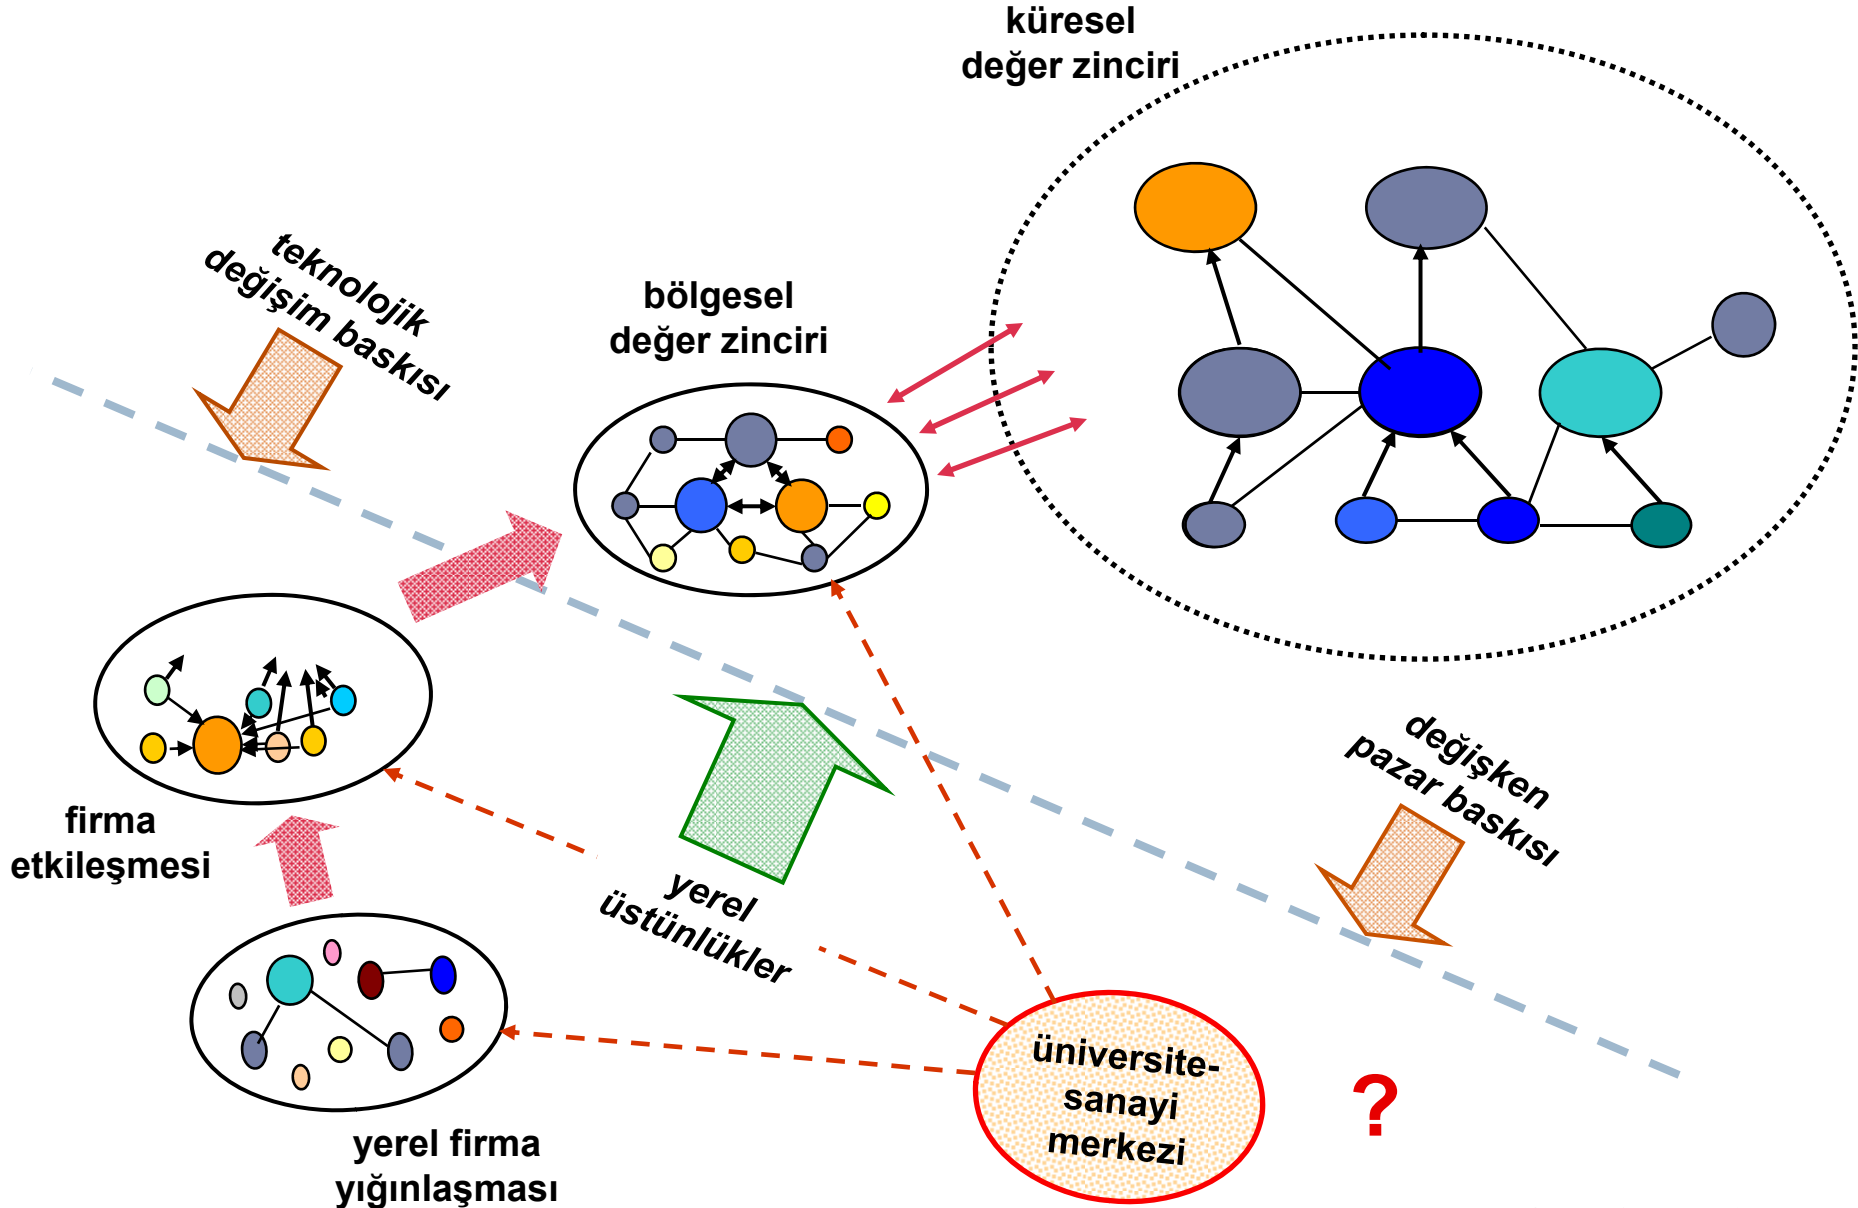 küresel
değer zinciri
teknolojik
değişim baskısı
bölgesel
değer zinciri
değişken
pazar baskısı
firma
etkileşmesi
yerel
üstünlükler
üniversite-
sanayi
merkezi
?
yerel firma
yığınlaşması